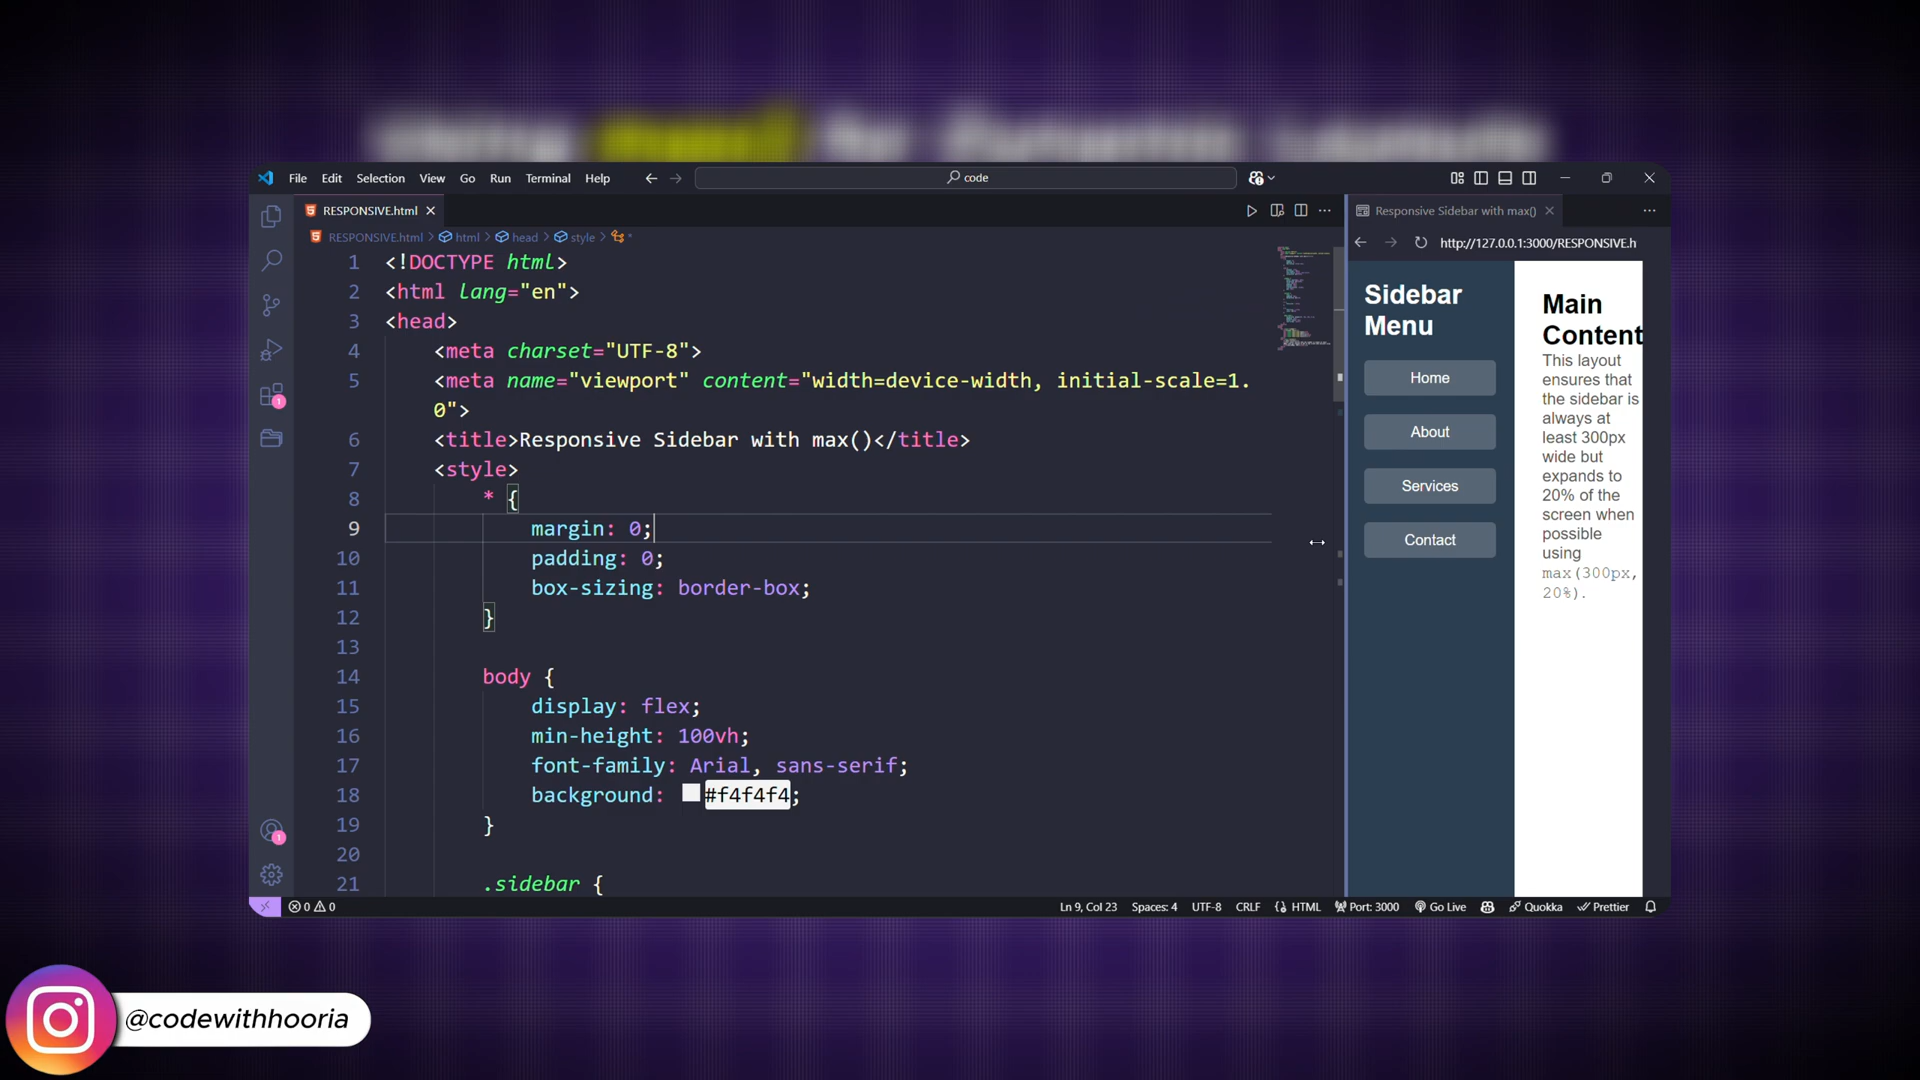 File Edit Selection View Go Run Terminal Help
code
RESPONSIVE.html
RESPONSIVE.html > html > head > style > *
1 <!DOCTYPE html>
2 <html lang="en">
3 <head>
4 <meta charset="UTF-8">
5 <meta name="viewport" content="width=device-width, initial-scale=1.
0">
6 <title>Responsive Sidebar with max()</title>
7 <style>
8 * {
9 margin: 0;
10 padding: 0;
11 box-sizing: border-box;
12 }
13
14 body {
15 display: flex;
16 min-height: 100vh;
17 font-family: Arial, sans-serif;
18 background: #f4f4f4;
19 }
20
21 .sidebar {
Responsive Sidebar with max()
http://127.0.0.1:3000/RESPONSIVE.h
Sidebar
Menu
Home
About
Services
Contact
Main
Content
This layout
ensures that
the sidebar is
always at
least 300px
wide but
expands to
20% of the
screen when
possible
using
max(300px,
20%).
1
1
0 0
Ln 9, Col 23 Spaces: 4 UTF-8 CRLF {} HTML Port: 3000 Go Live Quokka Prettier
@codewithhooria